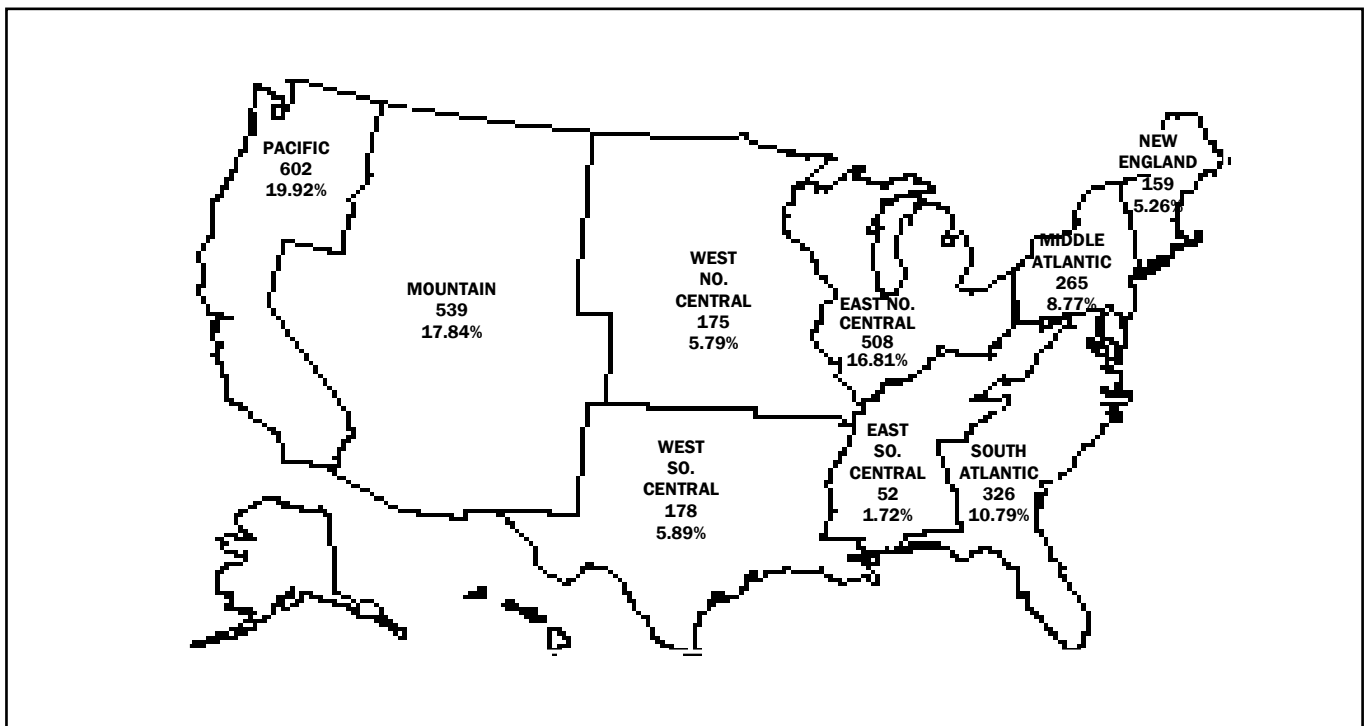 PACIFIC
602
19.92%
MOUNTAIN
539
17.84%
WEST
NO.
CENTRAL
175
5.79%
EAST NO.
CENTRAL
508
16.81%
NEW
ENGLAND
159
5.26%
MIDDLE
ATLANTIC
265
8.77%
WEST
SO.
CENTRAL
178
5.89%
EAST
SO.
CENTRAL
52
1.72%
SOUTH
ATLANTIC
326
10.79%